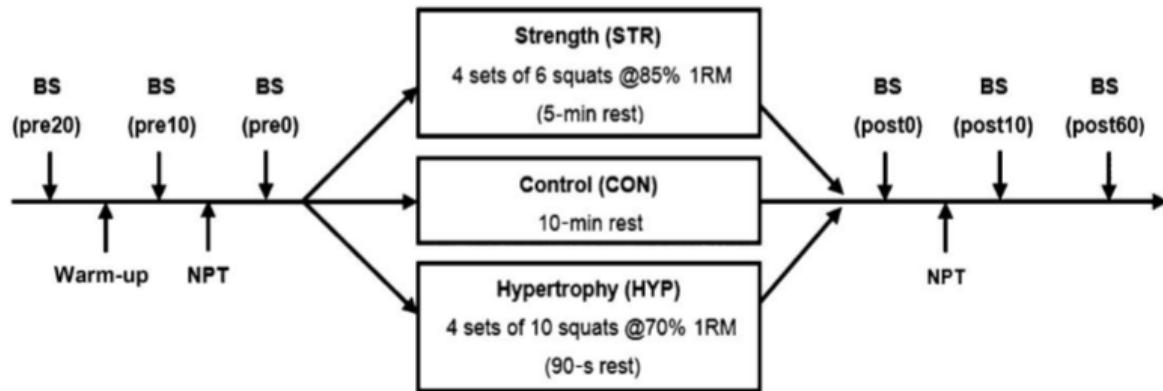 Strength (STR)
4 sets of 6 squats @85% 1RM
(5-min rest)
BS
(pre20)
BS
(pre10)
BS
(pre0)
Control (CON)
10-min rest
BS
(post0)
BS
(post10)
BS
(post60)
Warm-up
NPT
Hypertrophy (HYP)
4 sets of 10 squats @70% 1RM
(90-s rest)
NPT